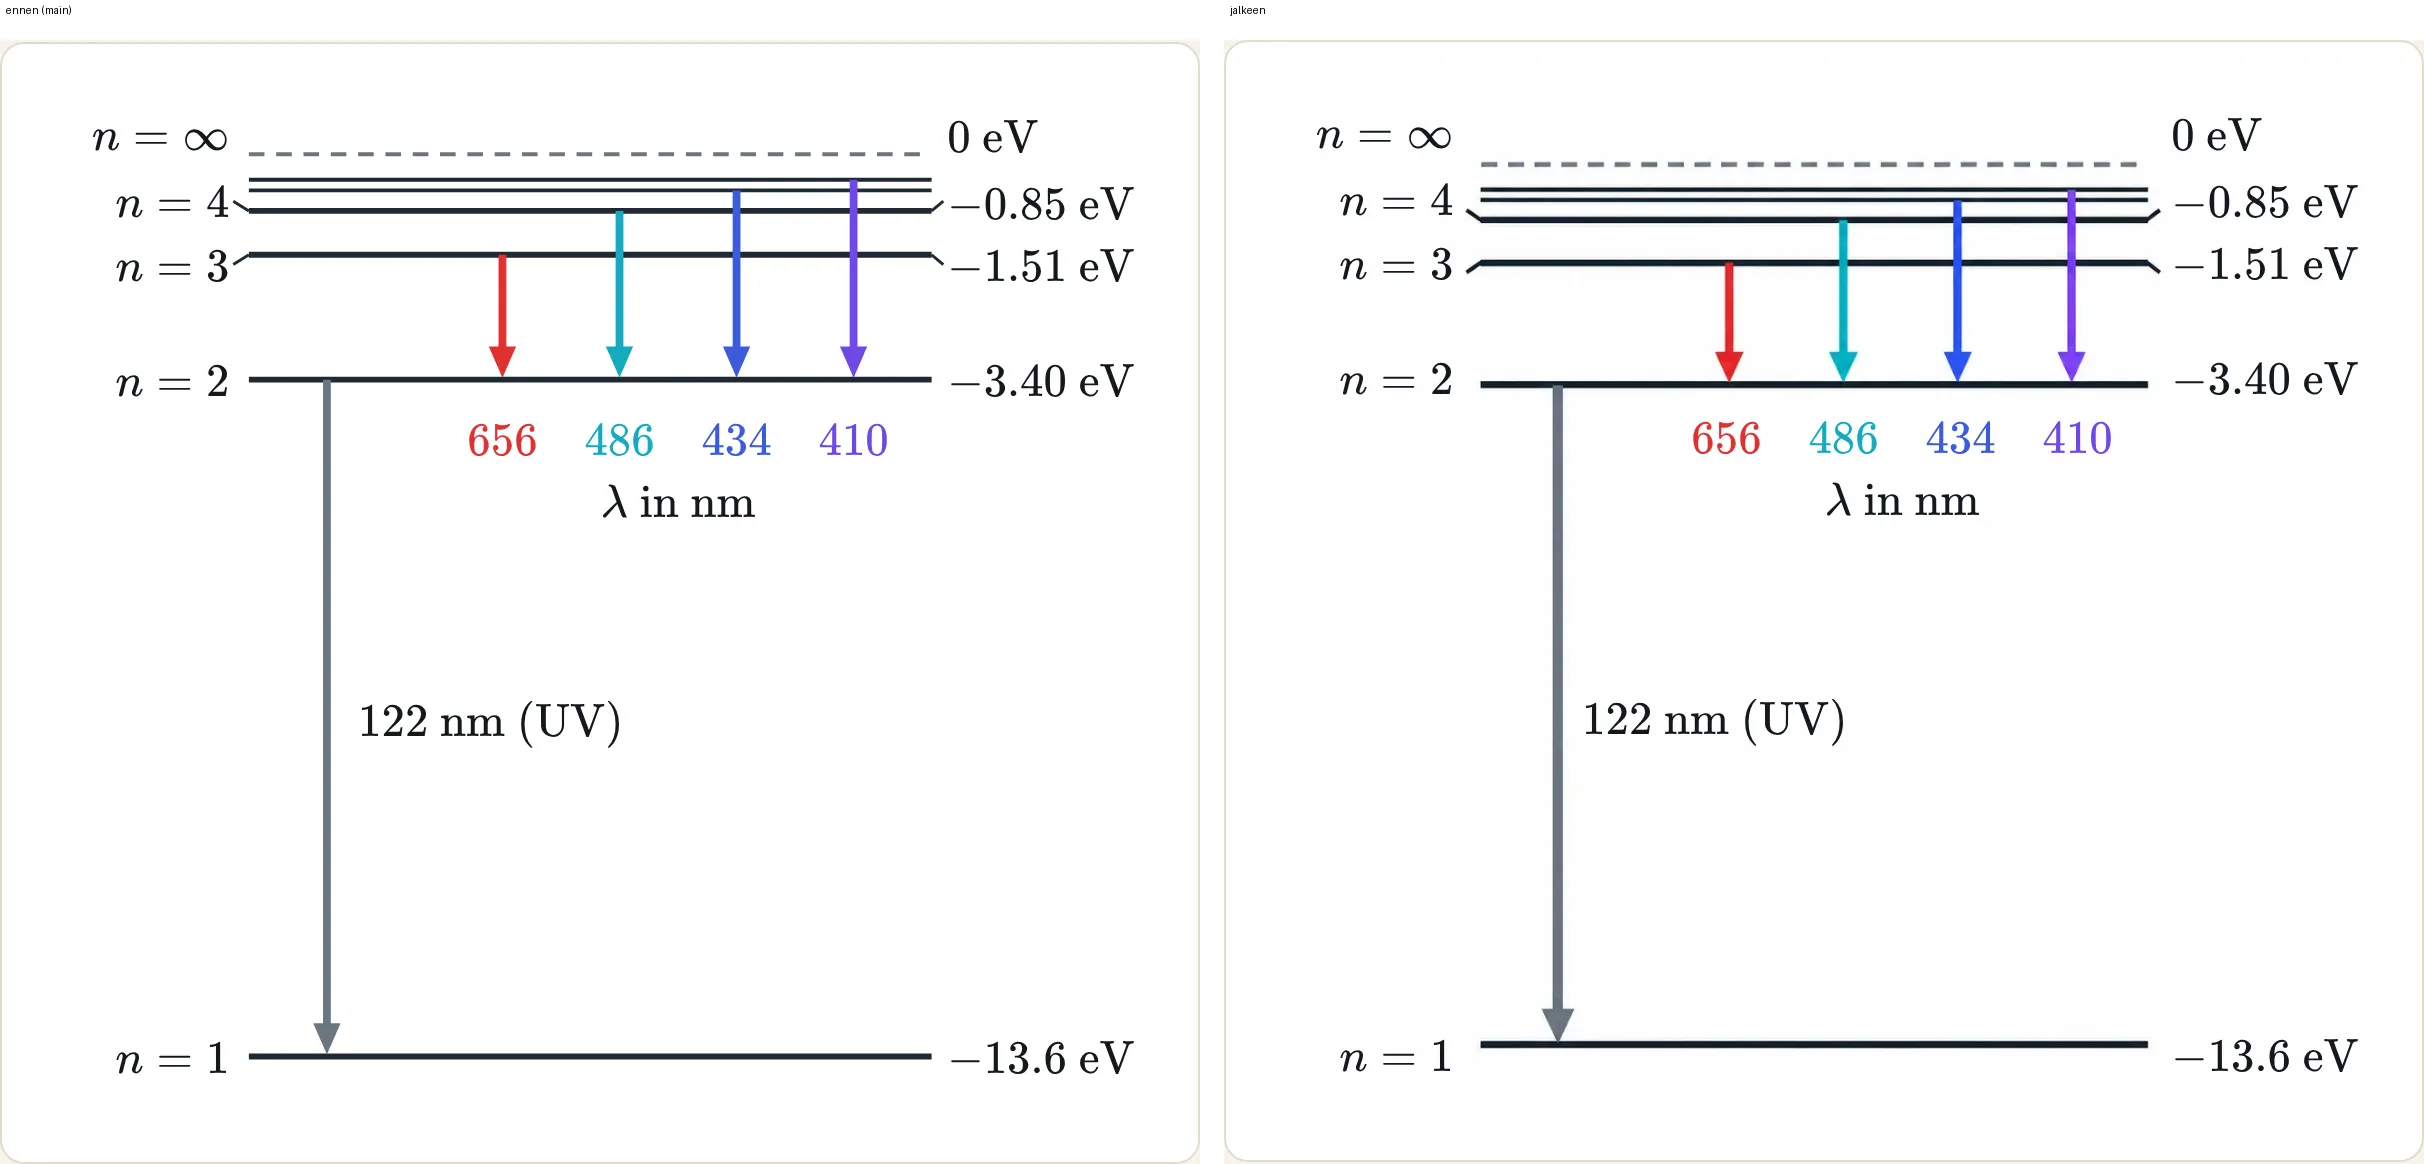 ennen (main)
n = ∞ 0 eV
n = 4 −0.85 eV
n = 3 −1.51 eV
n = 2 −3.40 eV
656 486 434 410
λ in nm
122 nm (UV)
n = 1 −13.6 eV
jalkeen
n = ∞ 0 eV
n = 4 −0.85 eV
n = 3 −1.51 eV
n = 2 −3.40 eV
656 486 434 410
λ in nm
122 nm (UV)
n = 1 −13.6 eV